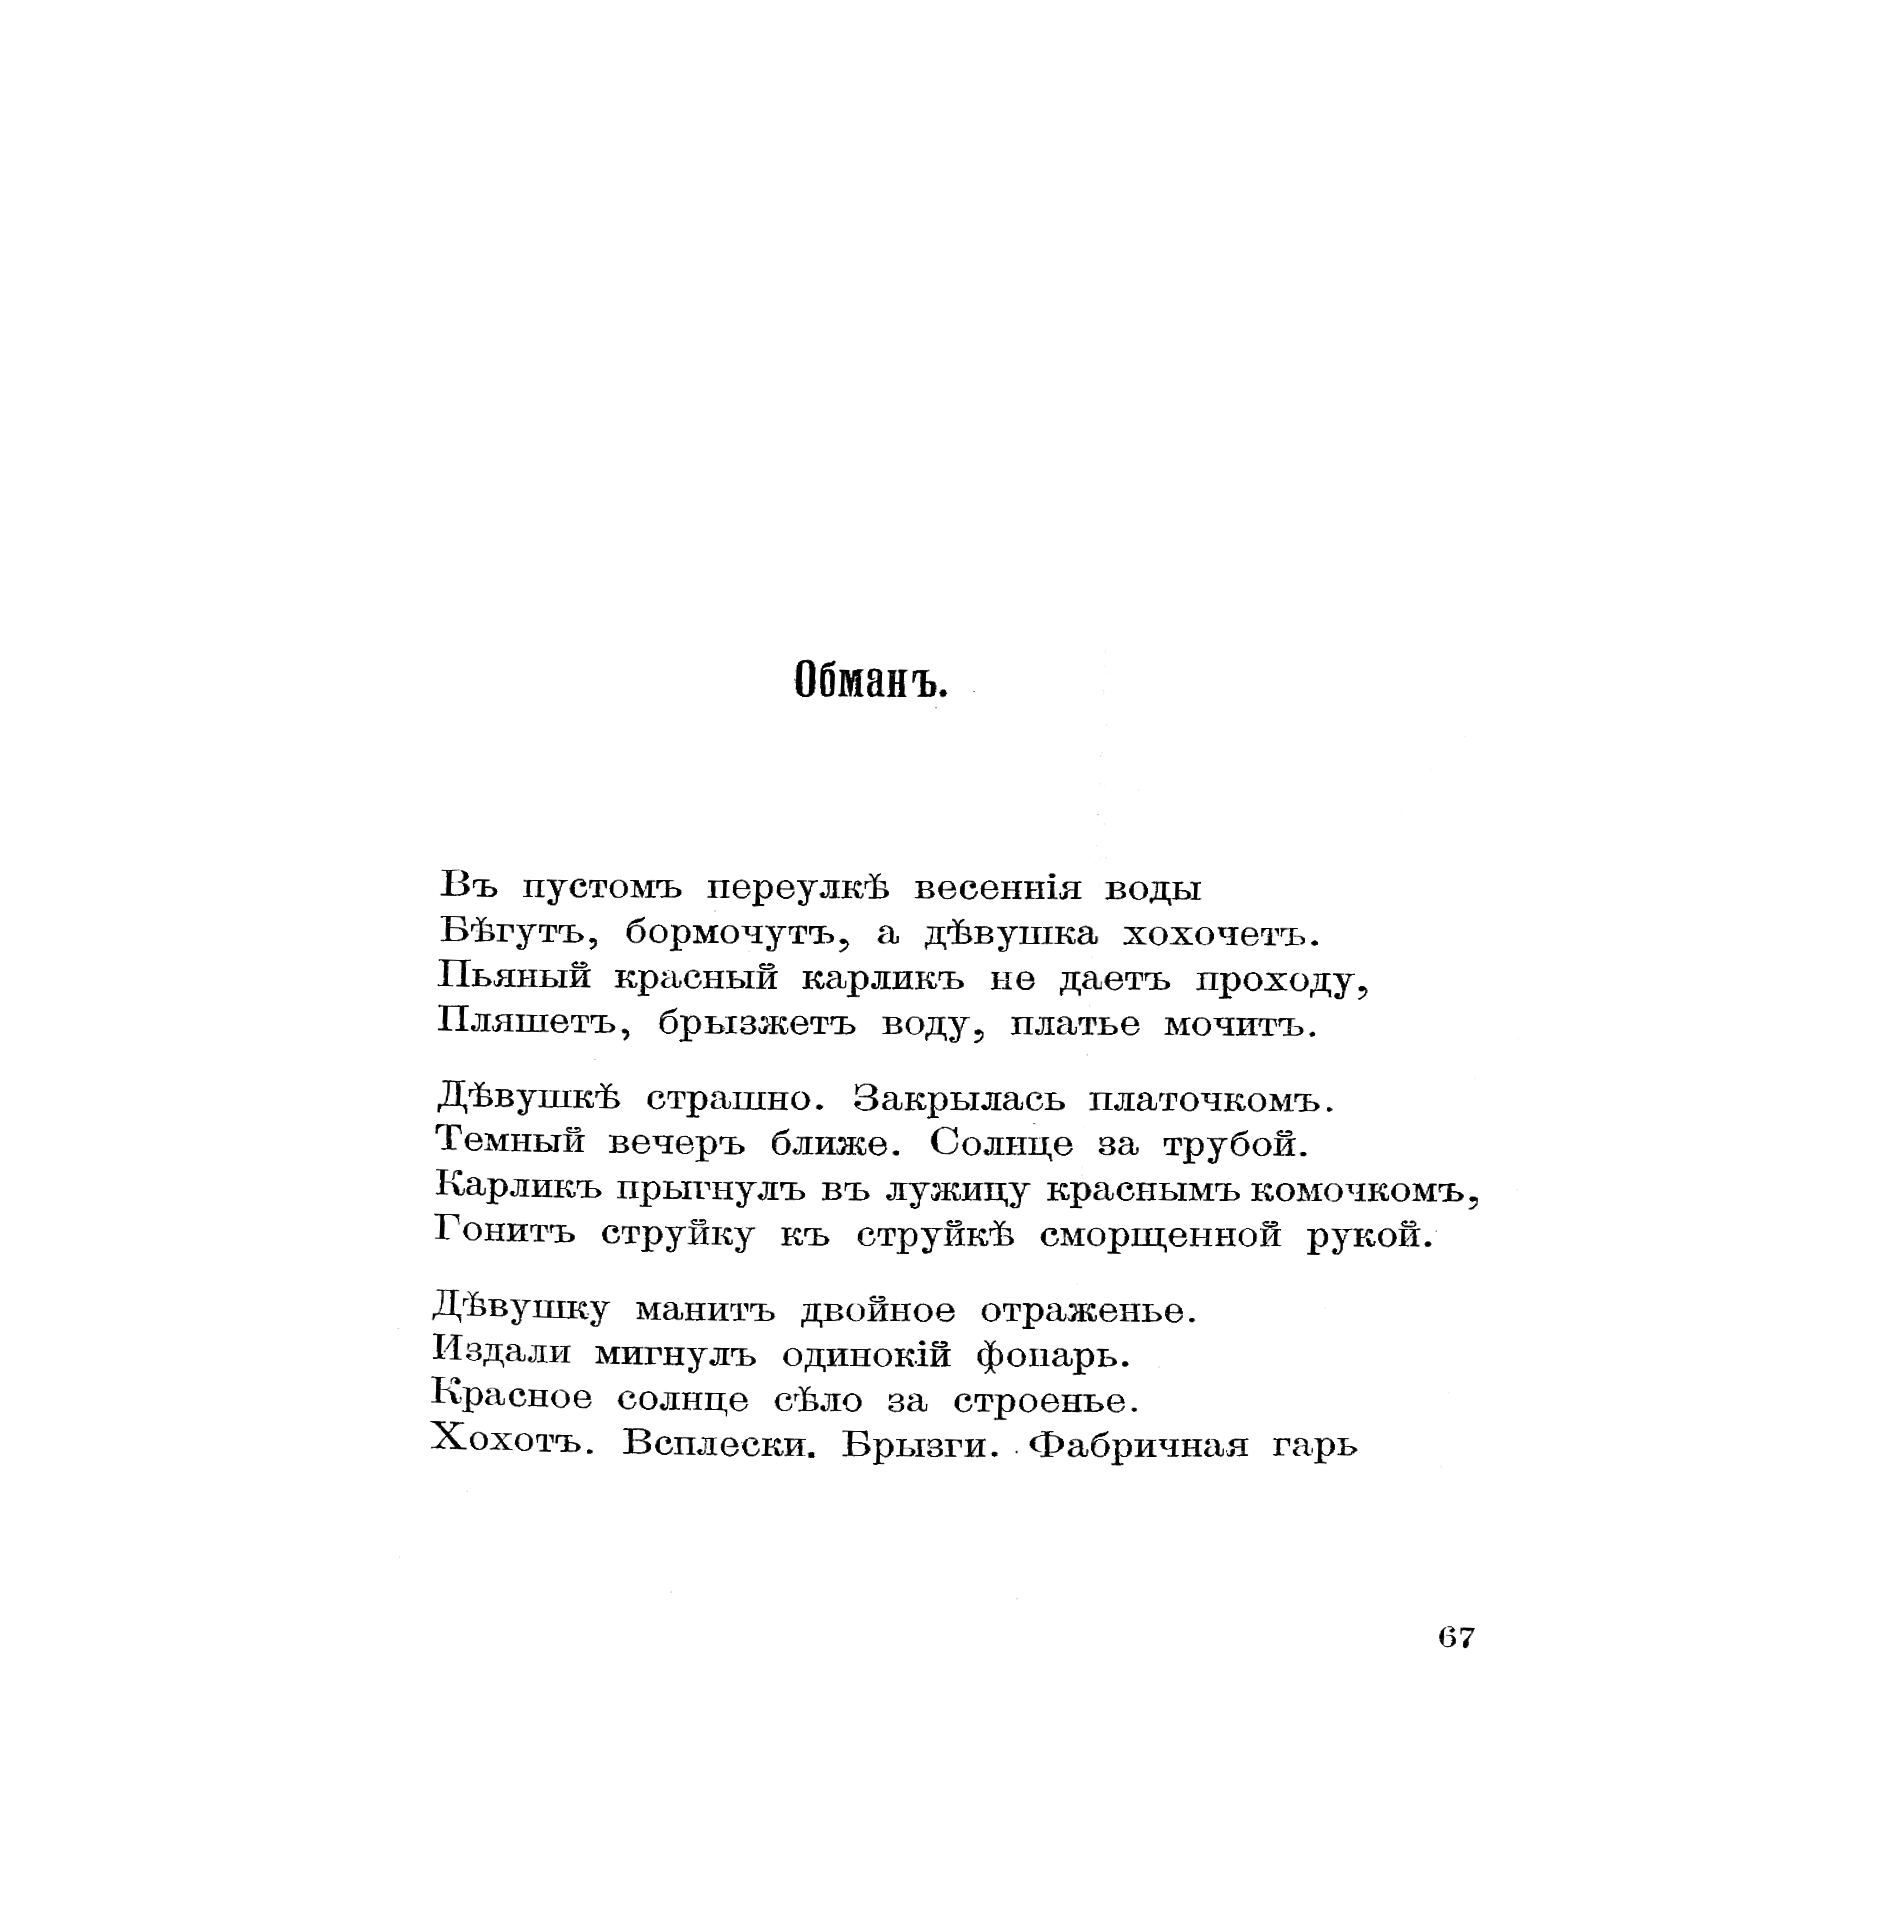 Обманъ.
Въ пустомъ переулкѣ весеннія воды
Бѣгутъ, бормочутъ, а дѣвушка хохочетъ.
Пьяный красный карликъ не даетъ проходу,
Пляшетъ, брызжетъ воду, платье мочитъ.
Дѣвушкѣ страшно. Закрылась платочкомъ.
Темный вечеръ ближе. Солнце за трубой.
Карликъ прыгнулъ въ лужицу краснымъ комочкомъ,
Гонитъ струйку къ струйкѣ сморщенной рукой.
Дѣвушку манитъ двойное отраженье.
Издали мигнулъ одинокій фонарь.
Красное солнце сѣло за строенье.
Хохотъ. Всплески. Брызги. Фабричная гарь
67